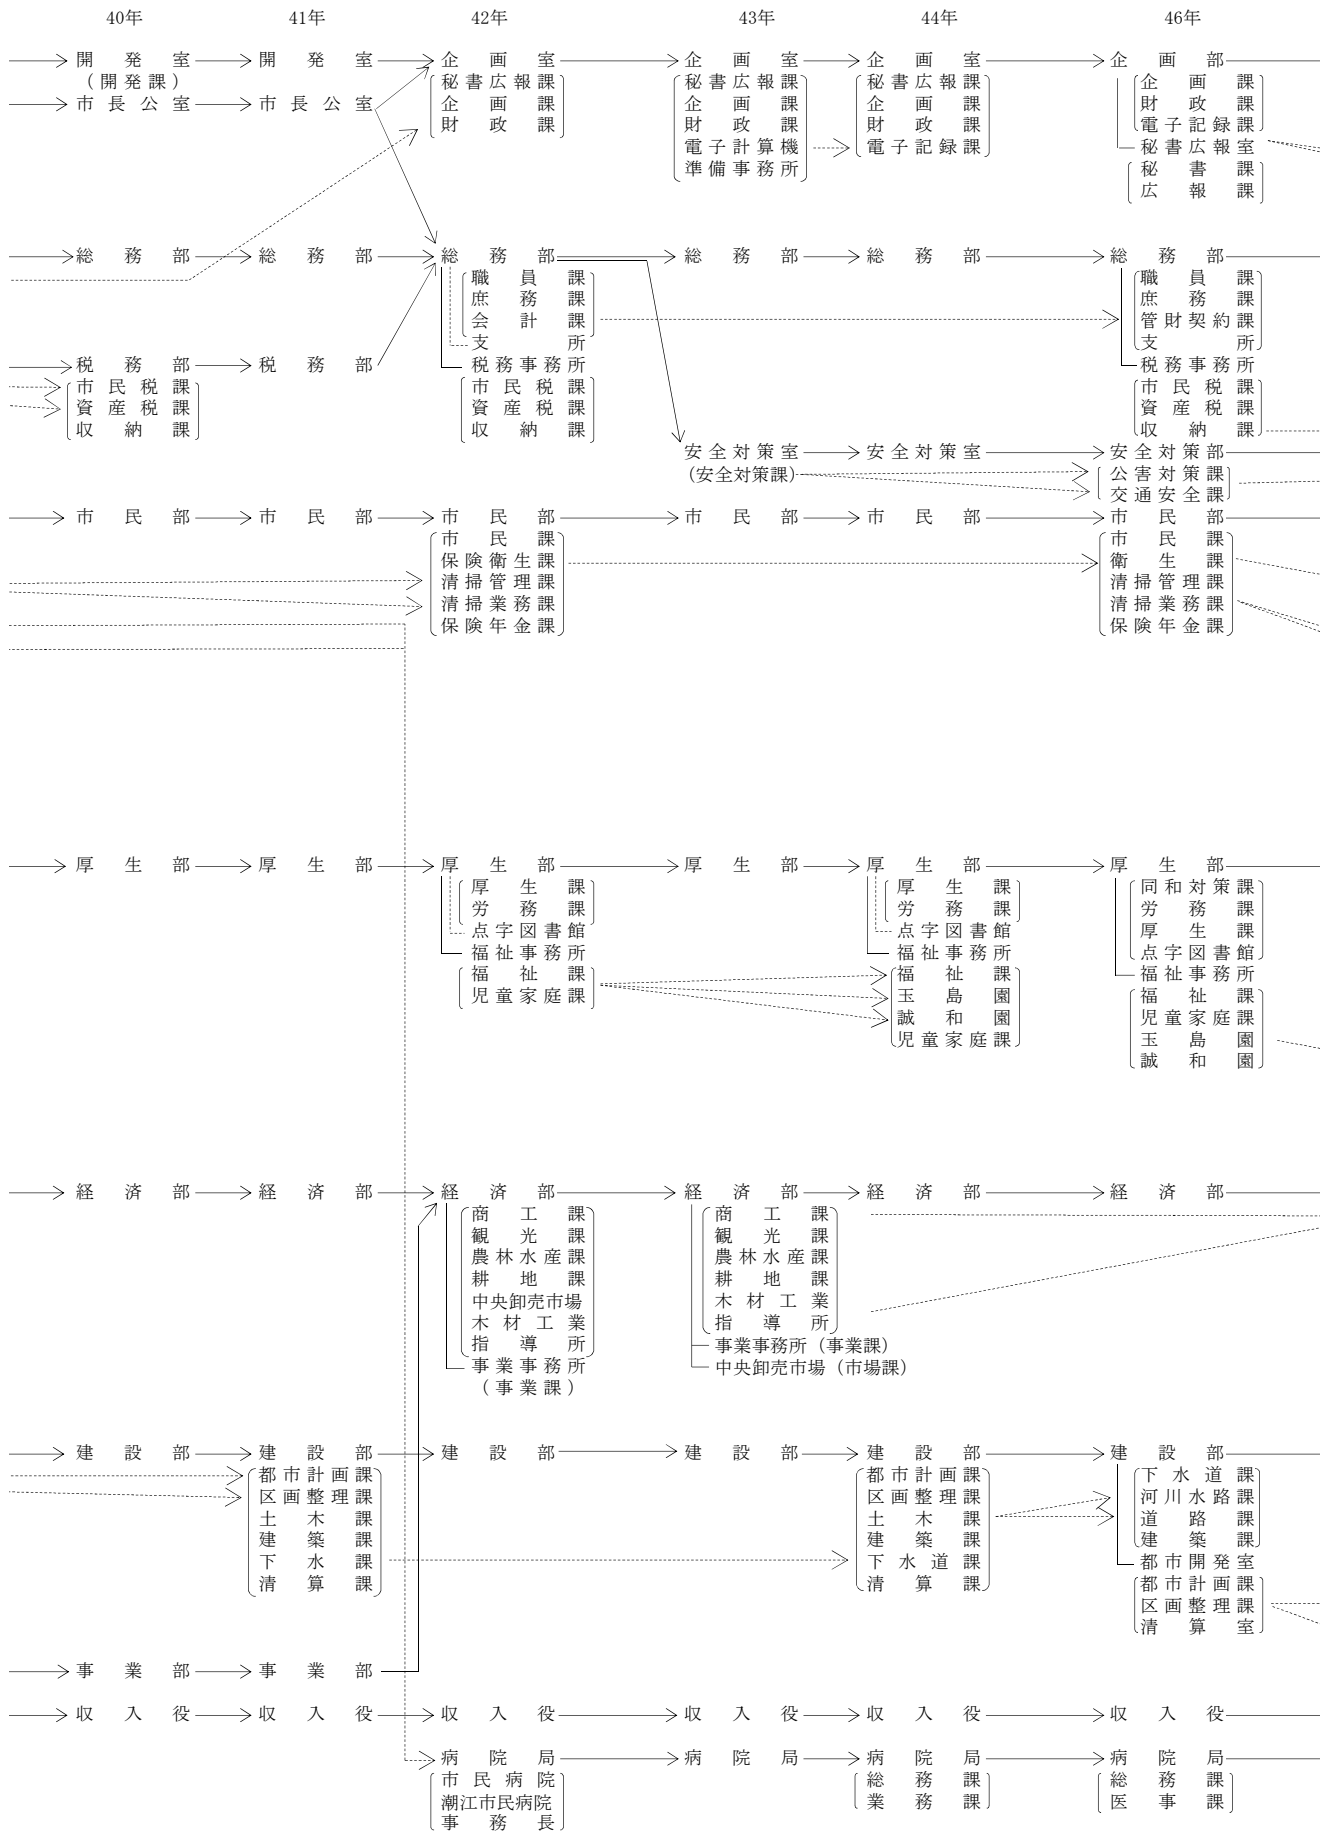 40年 41年 42年 43年 44年 46年
開発室 開発室 企画室 企画室 企画室 企画部
（開発課） 秘書広報課 秘書広報課 秘書広報課 企画課
市長公室 市長公室 企画課 企画課 企画課 財政課
財政課 財政課 財政課 電子記録課
電子計算機 電子記録課 秘書広報室
準備事務所 秘書課
広報課
総務部 総務部 総務部 総務部 総務部 総務部
職員課 職員課
庶務課 庶務課
会計課 管財契約課
支所 支所
税務部 税務部 税務事務所 税務事務所
市民税課 市民税課 市民税課
資産税課 資産税課 資産税課
収納課 収納課 収納課
安全対策室 安全対策室 安全対策部
（安全対策課） 公害対策課
交通安全課
市民部 市民部 市民部 市民部 市民部 市民部
市民課 市民課
保険衛生課 衛生課
清掃管理課 清掃管理課
清掃業務課 清掃業務課
保険年金課 保険年金課
厚生部 厚生部 厚生部 厚生部 厚生部 厚生部
厚生課 厚生課 同和対策課
労務課 労務課 労務課
点字図書館 点字図書館 厚生課
福祉事務所 福祉事務所 点字図書館
福祉課 福祉課 福祉事務所
児童家庭課 玉島園 福祉課
誠和園 児童家庭課
児童家庭課 玉島園
誠和園
経済部 経済部 経済部 経済部 経済部 経済部
商工課 商工課
観光課 観光課
農林水産課 農林水産課
耕地課 耕地課
中央卸売市場 木材工業
木材工業 指導所
指導所 事業事務所（事業課）
事業事務所 中央卸売市場（市場課）
（事業課）
建設部 建設部 建設部 建設部 建設部 建設部
都市計画課 都市計画課 下水道課
区画整理課 区画整理課 河川水路課
土木課 土木課 道路課
建築課 建築課 建築課
下水課 下水道課 都市開発室
清算課 清算課 都市計画課
区画整理課
清算室
事業部 事業部
収入役 収入役 収入役 収入役 収入役 収入役
病院局 病院局 病院局 病院局
市民病院 総務課 総務課
潮江市民病院 業務課 医事課
事務長